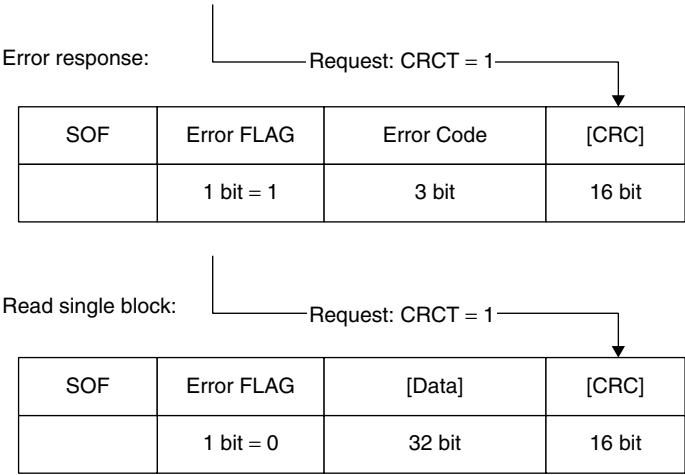 Error response:
Request: CRCT = 1
SOF Error FLAG Error Code [CRC]
1 bit = 1 3 bit 16 bit
Read single block:
Request: CRCT = 1
SOF Error FLAG [Data] [CRC]
1 bit = 0 32 bit 16 bit